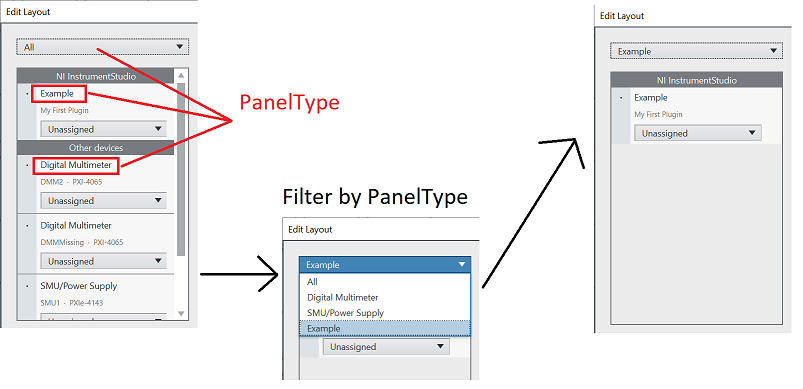 Edit Layout
All
NI InstrumentStudio
Example
My First Plugin
Unassigned
Other devices
Digital Multimeter
DMM2 - PXI-4065
Unassigned
Digital Multimeter
DMMMissing - PXI-4065
Unassigned
SMU/Power Supply
SMU1 - PXIe-4143
Unassigned
PanelType
Filter by PanelType
Edit Layout
Example
All
Digital Multimeter
SMU/Power Supply
Example
Unassigned
Edit Layout
Example
NI InstrumentStudio
Example
My First Plugin
Unassigned